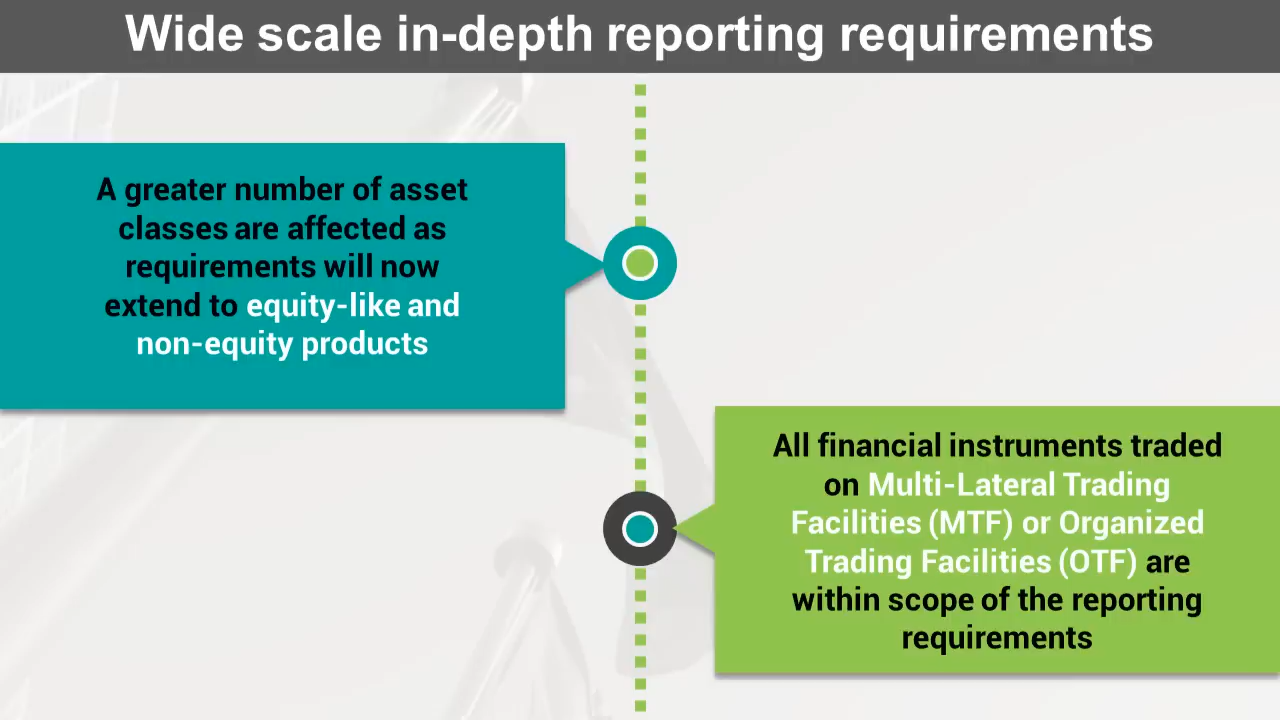 Wide scale in-depth reporting requirements
A greater number of asset
classes are affected as
requirements will now
extend to equity-like and
non-equity products
All financial instruments traded
on Multi-Lateral Trading
Facilities (MTF) or Organized
Trading Facilities (OTF) are
within scope of the reporting
requirements